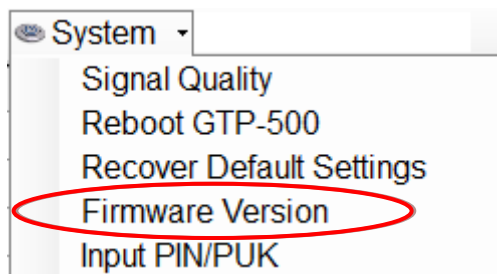 System
Signal Quality
Reboot GTP-500
Recover Default Settings
Firmware Version
Input PIN/PUK